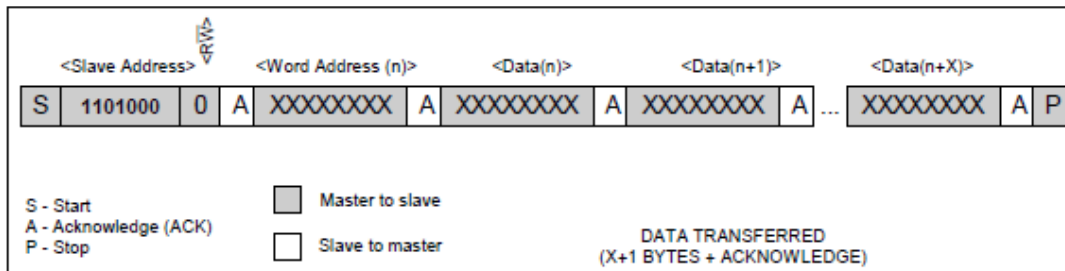 <RW>
<Slave Address> <Word Address (n)> <Data(n)> <Data(n+1)> <Data(n+X)>
S 1101000 0 A XXXXXXXX A XXXXXXXX A XXXXXXXX A ... XXXXXXXX A P
S - Start
A - Acknowledge (ACK)
P - Stop
Master to slave
Slave to master
DATA TRANSFERRED
(X+1 BYTES + ACKNOWLEDGE)